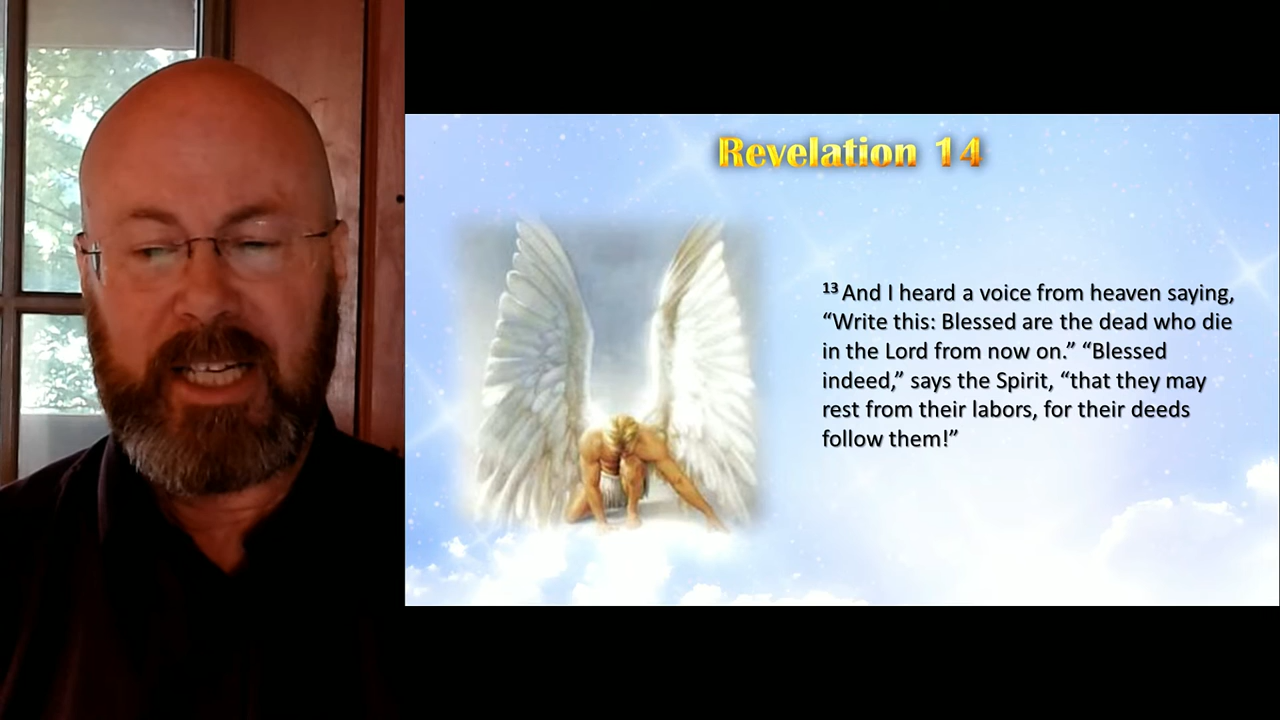 Revelation 14
13 And I heard a voice from heaven saying,
“Write this: Blessed are the dead who die
in the Lord from now on.” “Blessed
indeed,” says the Spirit, “that they may
rest from their labors, for their deeds
follow them!”